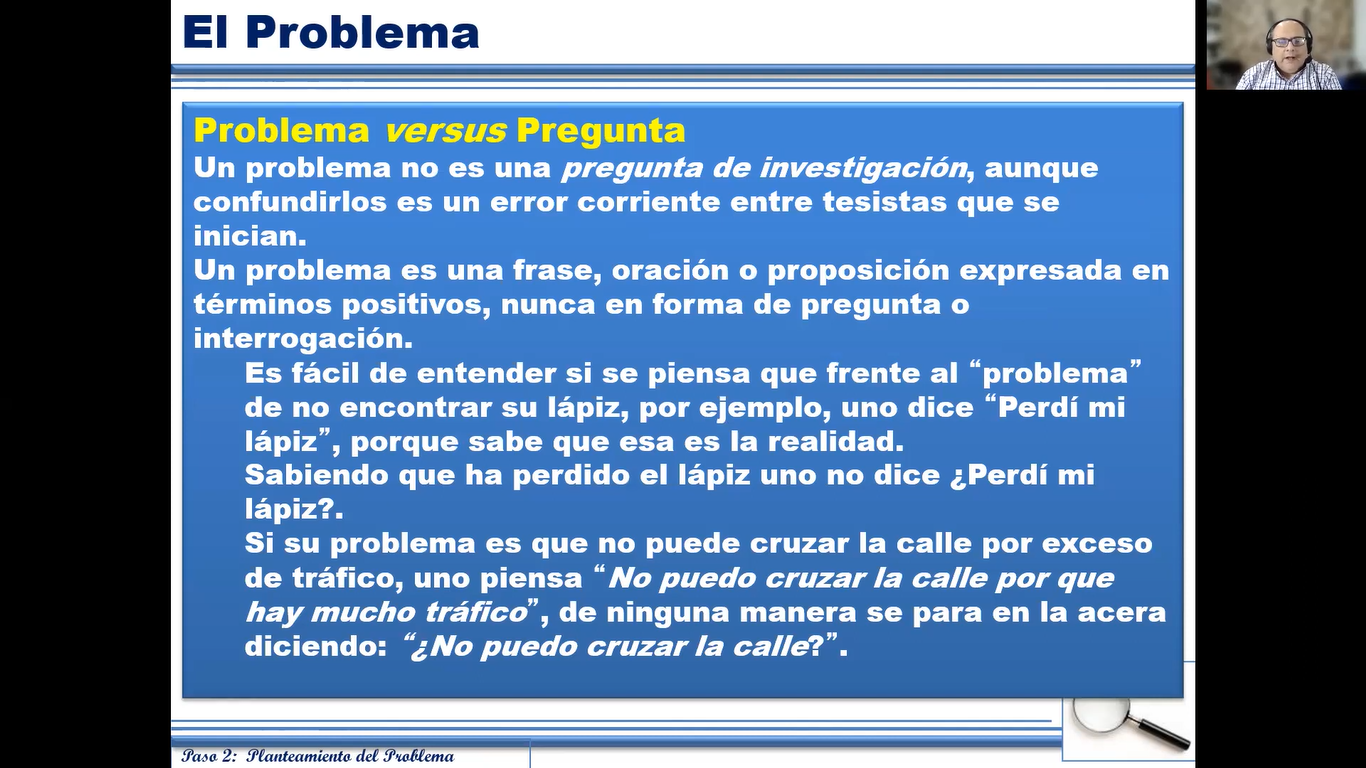 El Problema
Problema versus Pregunta
Un problema no es una pregunta de investigación, aunque
confundirlos es un error corriente entre tesistas que se
inician.
Un problema es una frase, oración o proposición expresada en
términos positivos, nunca en forma de pregunta o
interrogación.
Es fácil de entender si se piensa que frente al “problema”
de no encontrar su lápiz, por ejemplo, uno dice “Perdí mi
lápiz”, porque sabe que esa es la realidad.
Sabiendo que ha perdido el lápiz uno no dice ¿Perdí mi
lápiz?.
Si su problema es que no puede cruzar la calle por exceso
de tráfico, uno piensa “No puedo cruzar la calle por que
hay mucho tráfico”, de ninguna manera se para en la acera
diciendo: “¿No puedo cruzar la calle?”.
Paso 2: Planteamiento del Problema